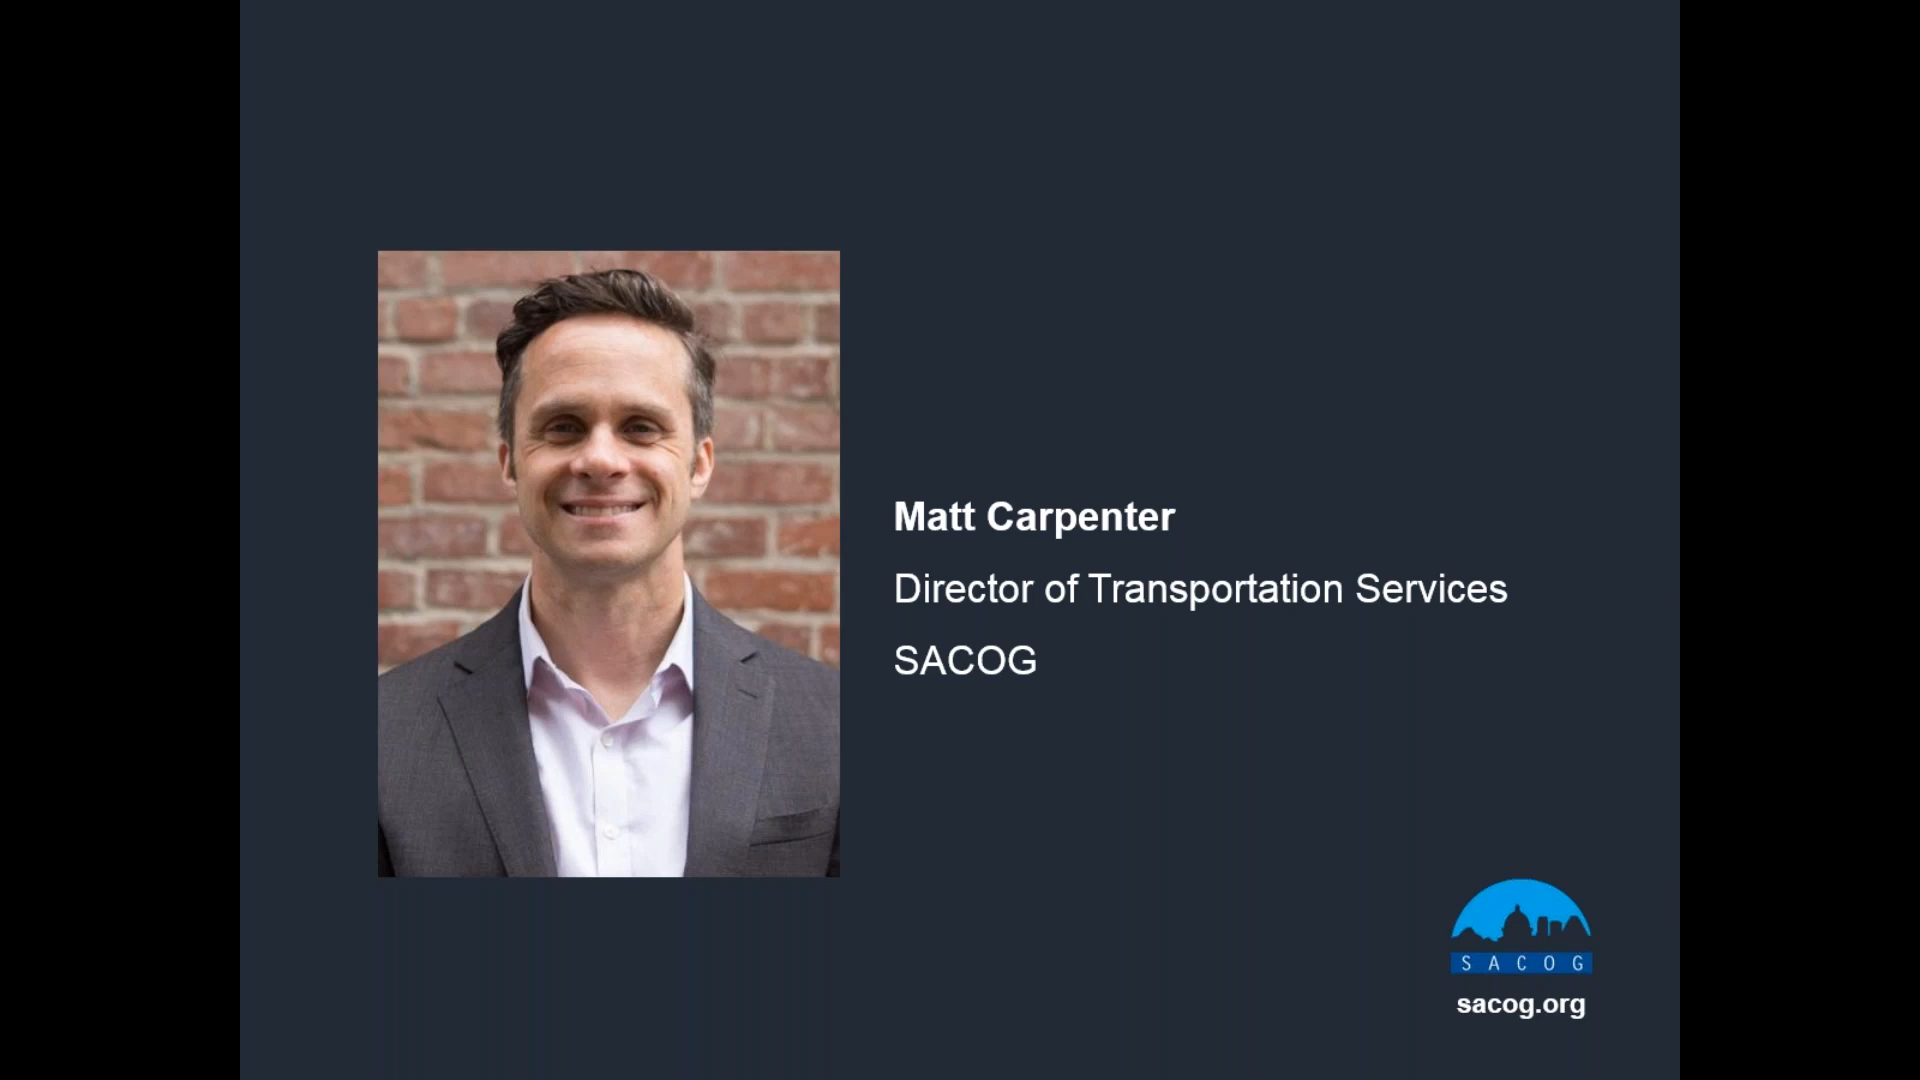 Matt Carpenter
Director of Transportation Services
SACOG
SACOG
sacog.org